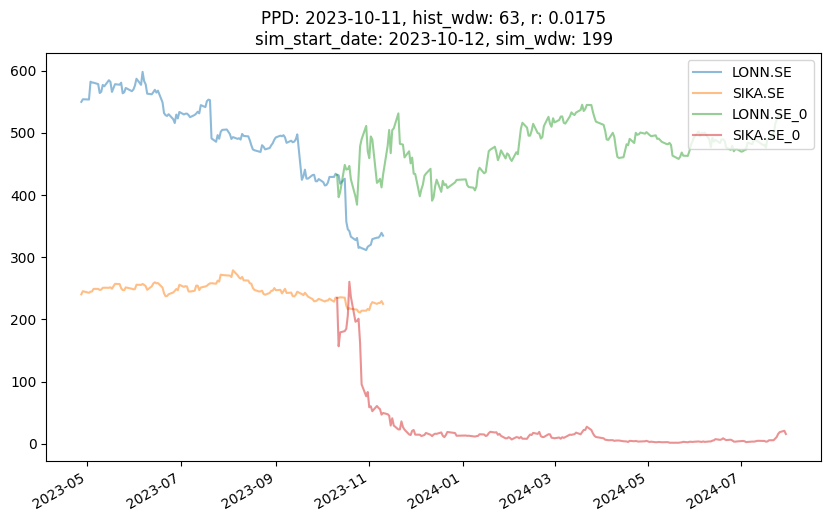 PPD: 2023-10-11, hist_wdw: 63, r: 0.0175
sim_start_date: 2023-10-12, sim_wdw: 199
LONN.SE
SIKA.SE
LONN.SE_0
SIKA.SE_0
600
500
400
300
200
100
0
2023-05
2023-07
2023-09
2023-11
2024-01
2024-03
2024-05
2024-07